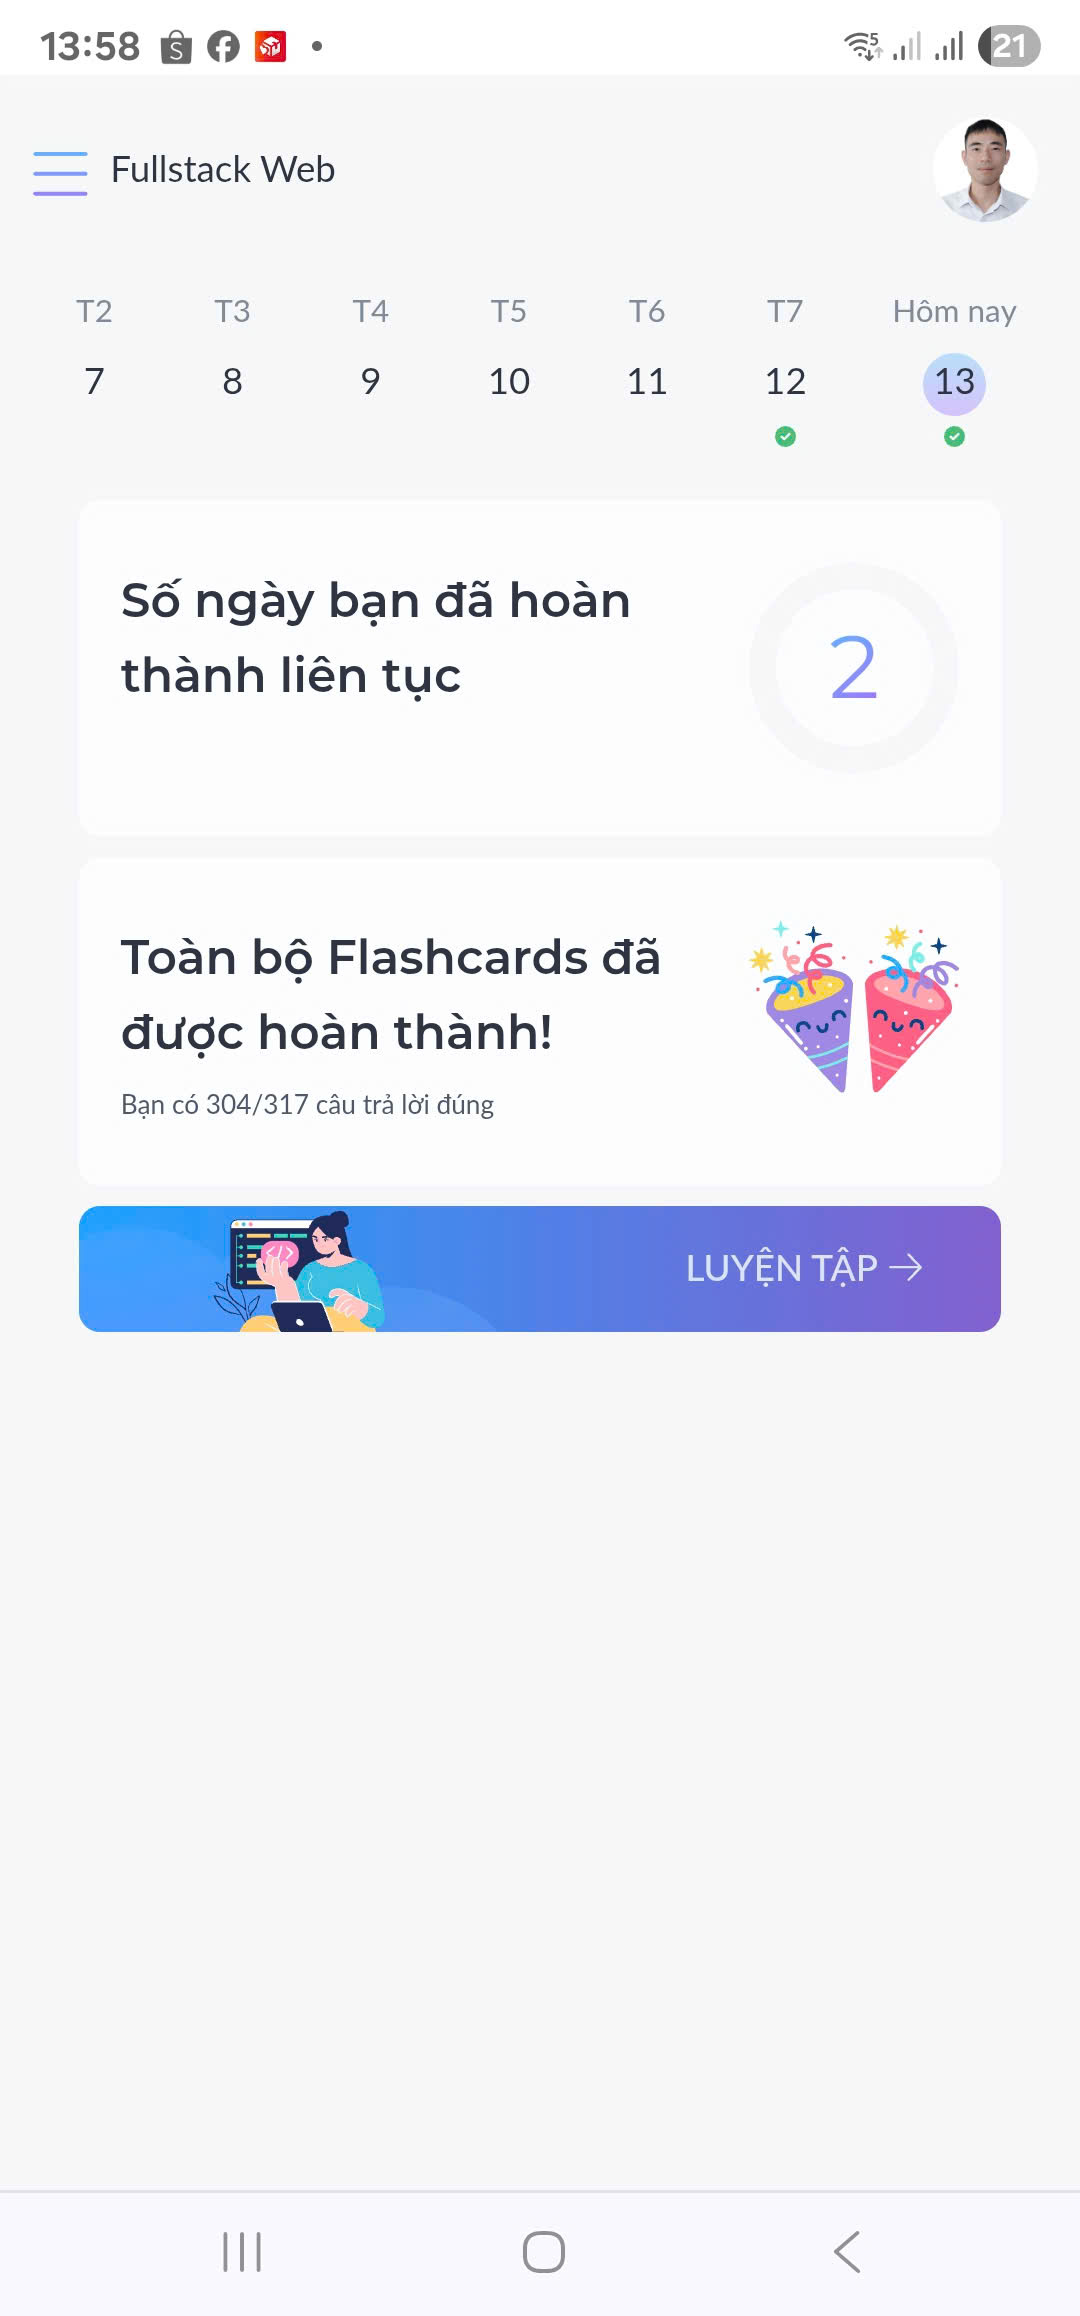 13:58
21
Fullstack Web
T2 T3 T4 T5 T6 T7 Hôm nay
7 8 9 10 11 12 13
Số ngày bạn đã hoàn
thành liên tục
2
Toàn bộ Flashcards đã
được hoàn thành!
Bạn có 304/317 câu trả lời đúng
LUYỆN TẬP